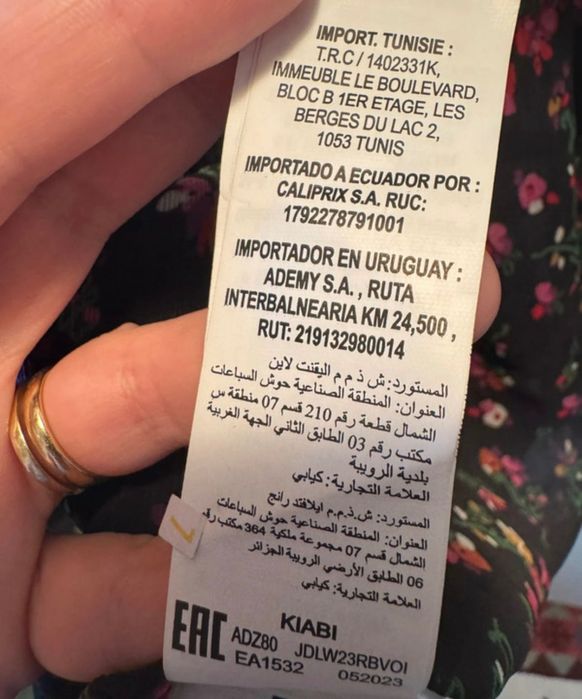 IMPORT. TUNISIE :
T.R.C / 1402331K,
IMMEUBLE LE BOULEVARD,
BLOC B 1ER ETAGE, LES
BERGES DU LAC 2,
1053 TUNIS
IMPORTADO A ECUADOR POR :
CALIPRIX S.A. RUC:
1792278791001
IMPORTADOR EN URUGUAY :
ADEMY S.A. , RUTA
INTERBALNEARIA KM 24,500 ,
RUT: 219132980014
المستورد: ش ذ م م اليقنت لاين
العنوان: المنطقة الصناعية حوش السباعات
الشمال قطعة رقم 210 قسم 07 منطقة س
مكتب رقم 03 الطابق الثاني الجهة الغربية
بلدية الرويبة
العلامة التجارية: كيابي
المستورد: ش.ذ.م.م ايلافتد رانج
العنوان: المنطقة الصناعية حوش السباعات
الشمال قسم 07 مجموعة ملكية 364 مكتب رقم
06 الطابق الأرضي الرويبة الجزائر
العلامة التجارية: كيابي
7
EAC
KIABI
ADZ80 JDLW23RBVOI
EA1532 052023